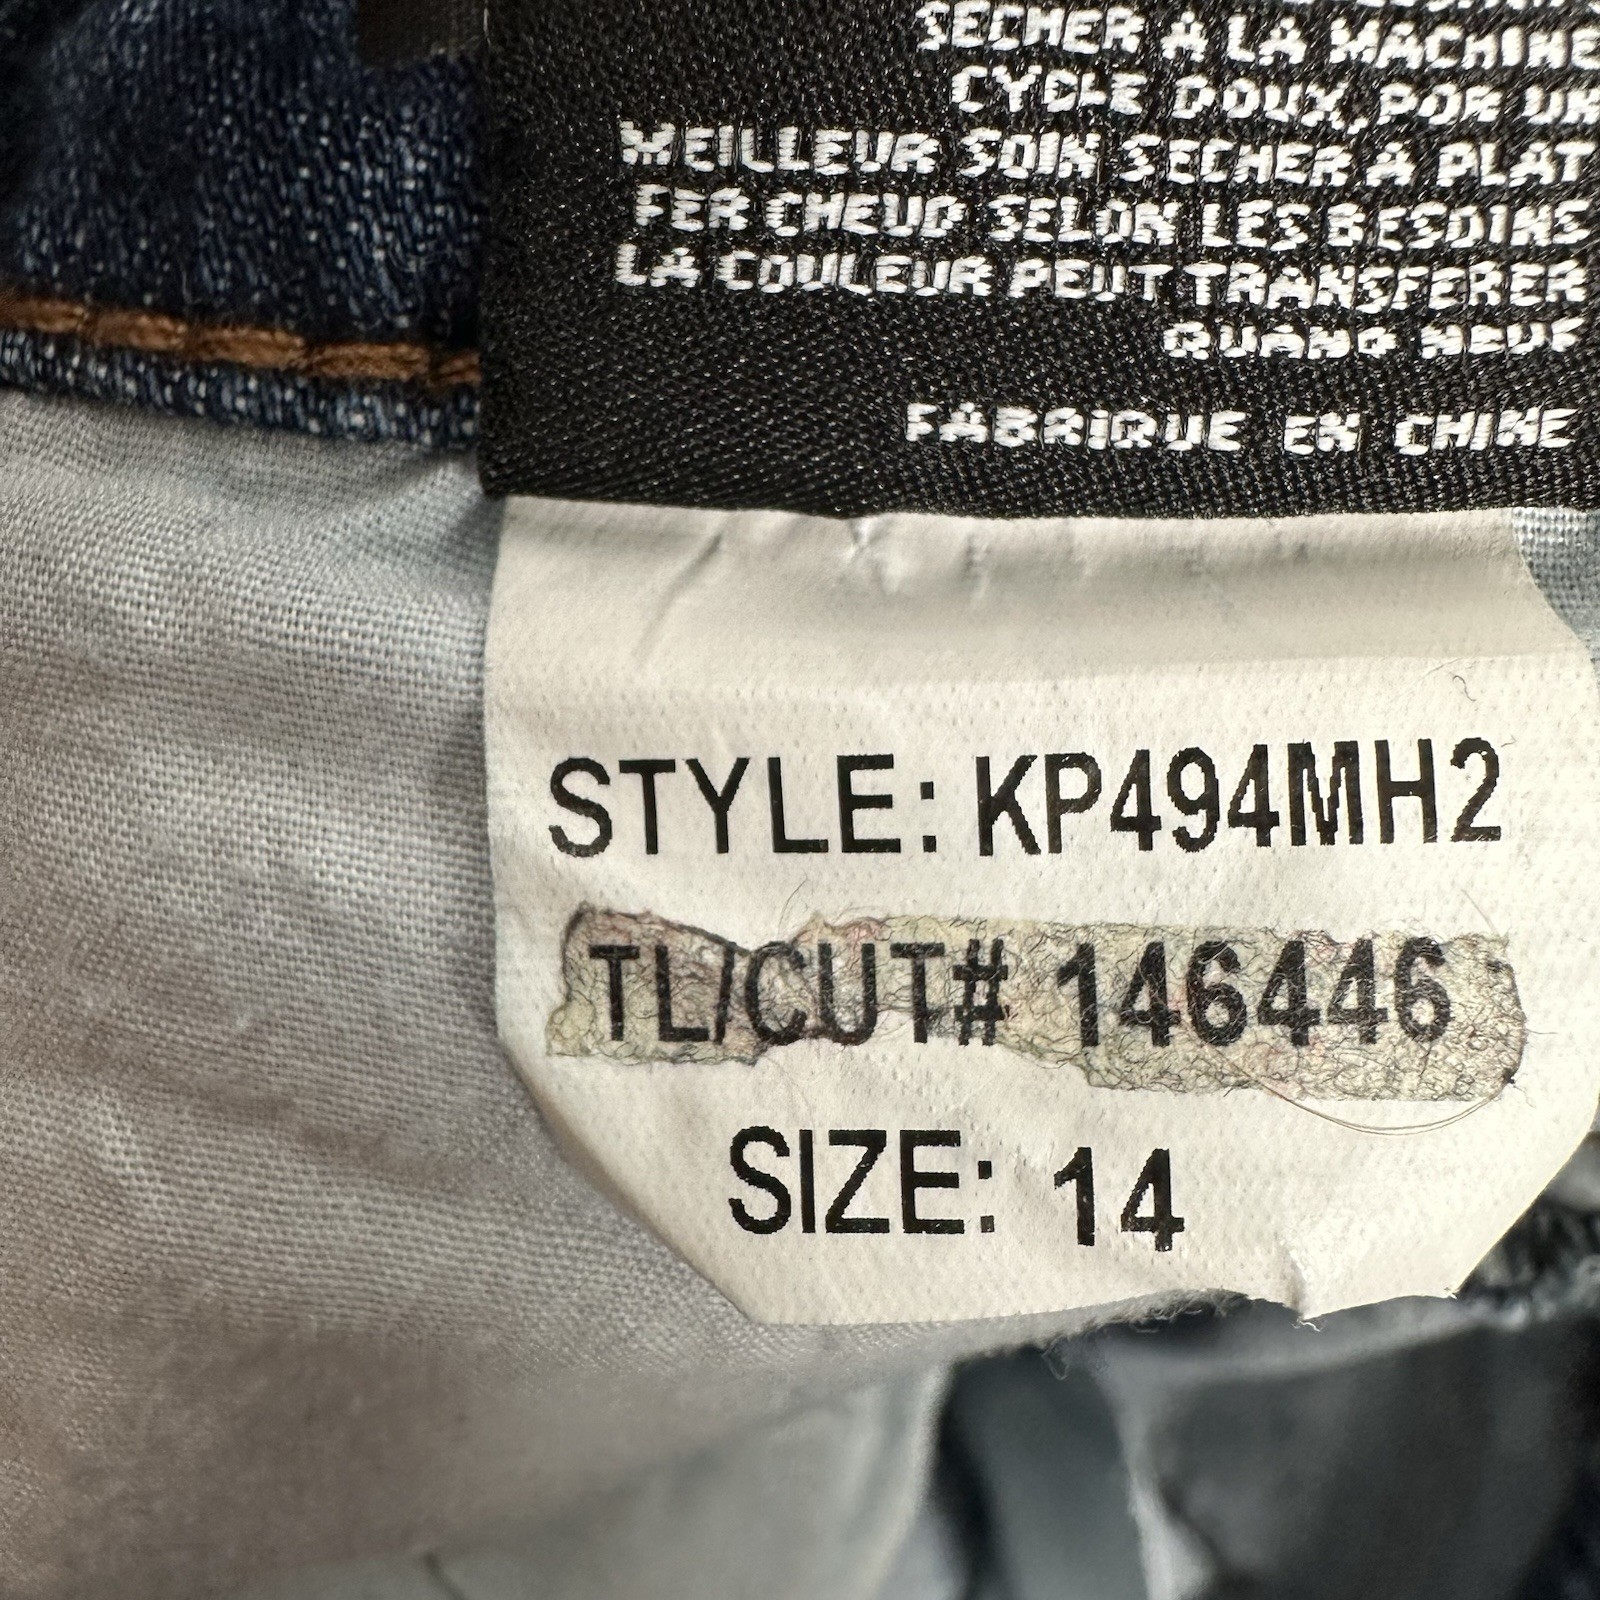 SECHER A LA MACHINE
CYCLE DOUX, POR UN
MEILLEUR SOIN SECHER A PLAT
FER CHEUD SELON LES BESOINS
LA COULEUR PEUT TRANSFERER
QUAND NEUF
FABRIQUE EN CHINE
STYLE: KP494MH2
TL/CUT# 146446
SIZE: 14